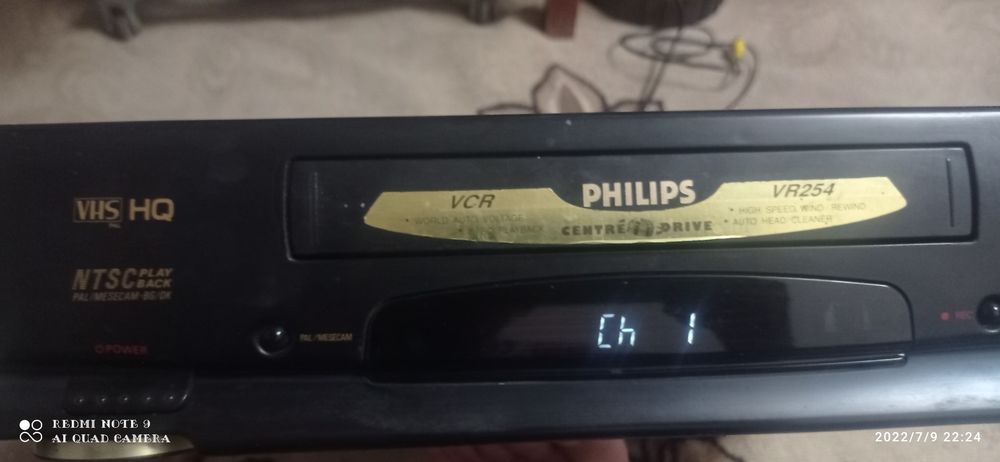 VCR
PHILIPS
VR254
• WORLD AUTO VOLTAGE
PLAYBACK
CENTRE DRIVE
• HIGH SPEED WIND / REWIND
• AUTO HEAD CLEANER
VHS HQ
PAL
NTSC PLAY BACK
PAL/MESECAM-BG/DK
PAL/MESECAM
POWER
Ch 1
REC
REDMI NOTE 9
AI QUAD CAMERA
2022/7/9 22:24